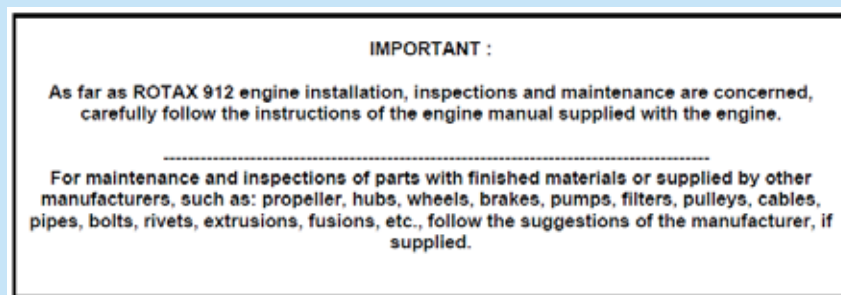 IMPORTANT :
As far as ROTAX 912 engine installation, inspections and maintenance are concerned,
carefully follow the instructions of the engine manual supplied with the engine.
--------------------------------------------------------------------------------------------
For maintenance and inspections of parts with finished materials or supplied by other
manufacturers, such as: propeller, hubs, wheels, brakes, pumps, filters, pulleys, cables,
pipes, bolts, rivets, extrusions, fusions, etc., follow the suggestions of the manufacturer, if
supplied.